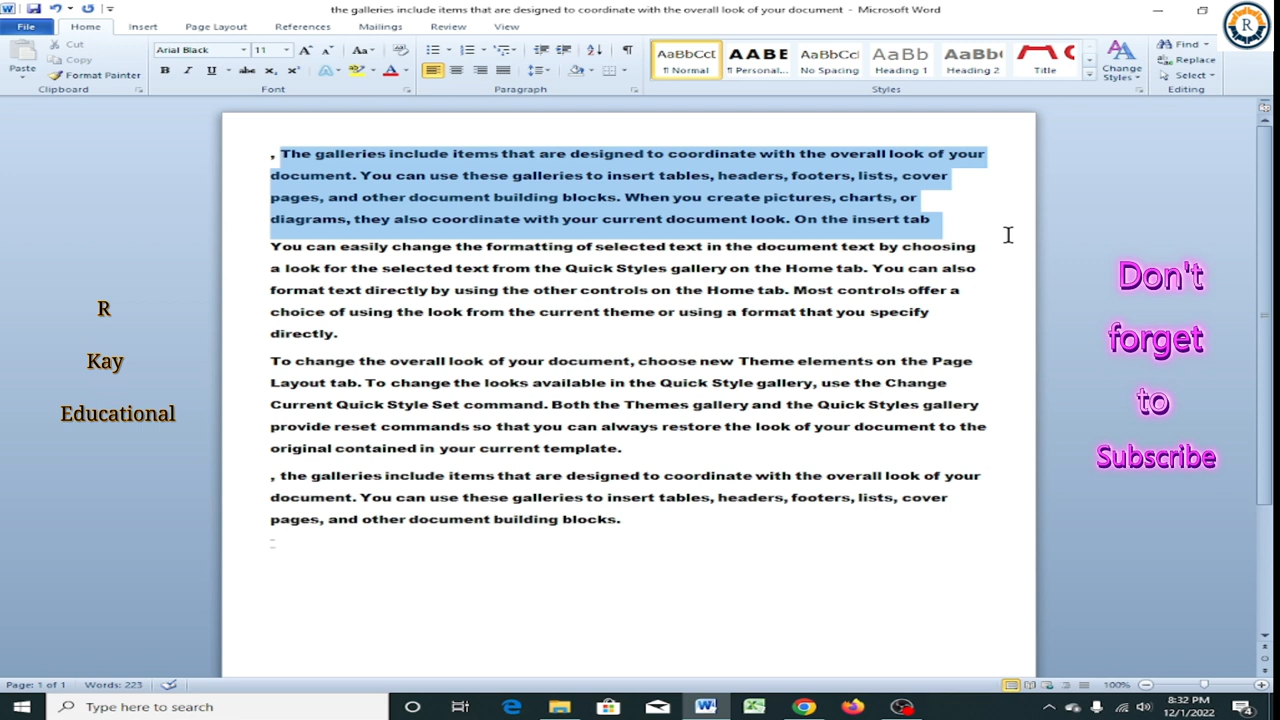 the galleries include items that are designed to coordinate with the overall look of your document - Microsoft Word
File Home Insert Page Layout References Mailings Review View
Paste
Cut
Copy
Format Painter
Clipboard
Arial Black 11
Font
Paragraph
AaBbCcI AABE AaBbCcI AaBb AaBbC
¶ Normal ¶ Personal... No Spacing Heading 1 Heading 2 Title
Change
Styles
Styles
Find
Replace
Select
Editing
R
, The galleries include items that are designed to coordinate with the overall look of your
document. You can use these galleries to insert tables, headers, footers, lists, cover
pages, and other document building blocks. When you create pictures, charts, or
diagrams, they also coordinate with your current document look. On the insert tab
You can easily change the formatting of selected text in the document text by choosing
a look for the selected text from the Quick Styles gallery on the Home tab. You can also
format text directly by using the other controls on the Home tab. Most controls offer a
choice of using the look from the current theme or using a format that you specify
directly.
To change the overall look of your document, choose new Theme elements on the Page
Layout tab. To change the looks available in the Quick Style gallery, use the Change
Current Quick Style Set command. Both the Themes gallery and the Quick Styles gallery
provide reset commands so that you can always restore the look of your document to the
original contained in your current template.
, the galleries include items that are designed to coordinate with the overall look of your
document. You can use these galleries to insert tables, headers, footers, lists, cover
pages, and other document building blocks.
R
Kay
Educational
Don't
forget
to
Subscribe
Page: 1 of 1 Words: 223 100%
Type here to search
8:32 PM
12/1/2022
4